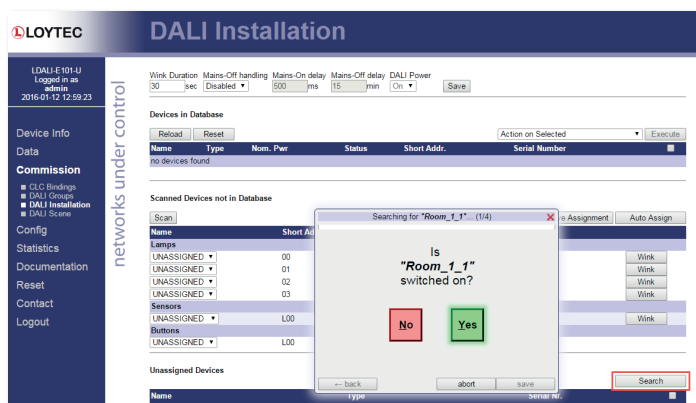 LOYTEC
DALI Installation
LDALI-E101-U
Logged in as
admin
2016-01-12 12:59:23
Device Info
Data
Commission
CLC Bindings
DALI Groups
DALI Installation
DALI Scene
Config
Statistics
Documentation
Reset
Contact
Logout
networks under control
Wink Duration Mains-Off handling Mains-On delay Mains-Off delay DALI Power
30 sec Disabled 500 ms 15 min On Save
Devices in Database
Reload Reset Action on Selected Execute
Name Type Nom. Pwr Status Short Addr. Serial Number
no devices found
Scanned Devices not in Database
Scan e Assignment Auto Assign
Name Short Ad
Lamps
UNASSIGNED 00 Wink
UNASSIGNED 01 Wink
UNASSIGNED 02 Wink
UNASSIGNED 03 Wink
Sensors
UNASSIGNED L00 Wink
Buttons
UNASSIGNED L00
Searching for "Room_1_1"... (1/4)
Is
"Room_1_1"
switched on?
No Yes
← back abort save
Unassigned Devices
Search
Name Type Serial Nr.